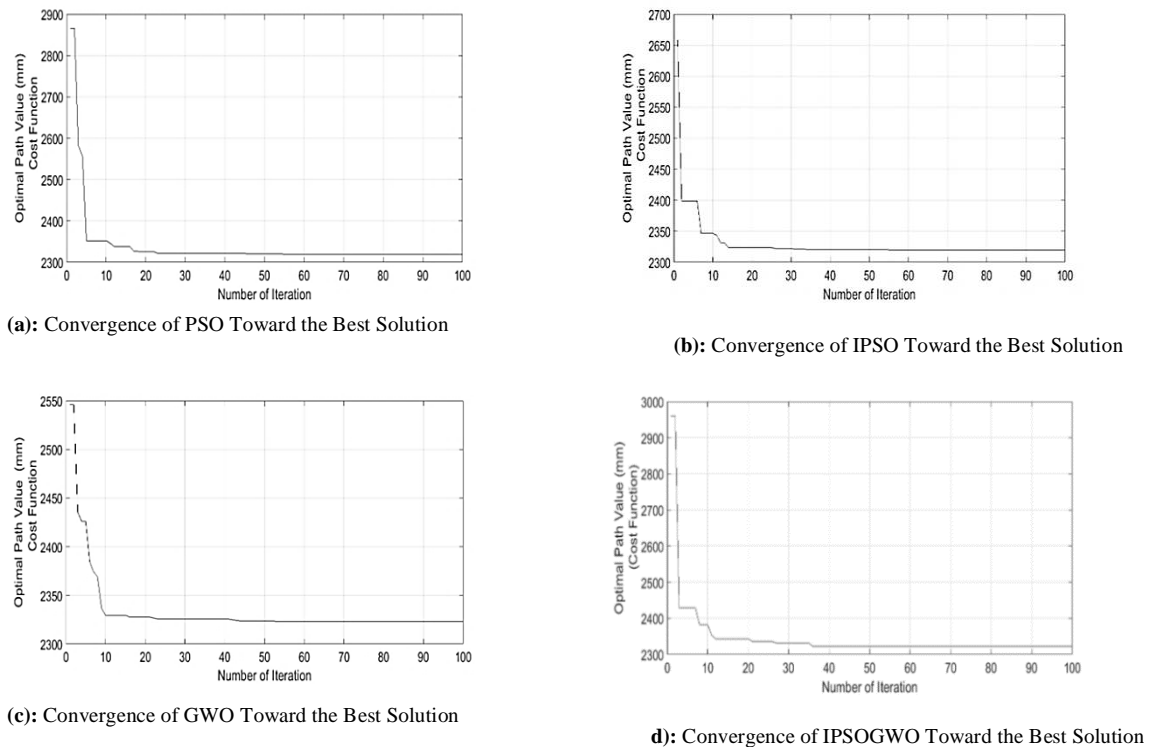 2900
2800
2700
2600
2500
2400
2300
Optimal Path Value (mm)
Cost Function
0 10 20 30 40 50 60 70 80 90 100
Number of Iteration
(a): Convergence of PSO Toward the Best Solution
2700
2650
2600
2550
2500
2450
2400
2350
2300
Optimal Path Value (mm)
Cost Function
0 10 20 30 40 50 60 70 80 90 100
Number of Iteration
(b): Convergence of IPSO Toward the Best Solution
2550
2500
2450
2400
2350
2300
Optimal Path Value (mm)
Cost Function
0 10 20 30 40 50 60 70 80 90 100
Number of Iteration
(c): Convergence of GWO Toward the Best Solution
3000
2900
2800
2700
2600
2500
2400
2300
Optimal Path Value (mm)
(Cost Function)
0 10 20 30 40 50 60 70 80 90 100
Number of Iteration
d): Convergence of IPSOGWO Toward the Best Solution